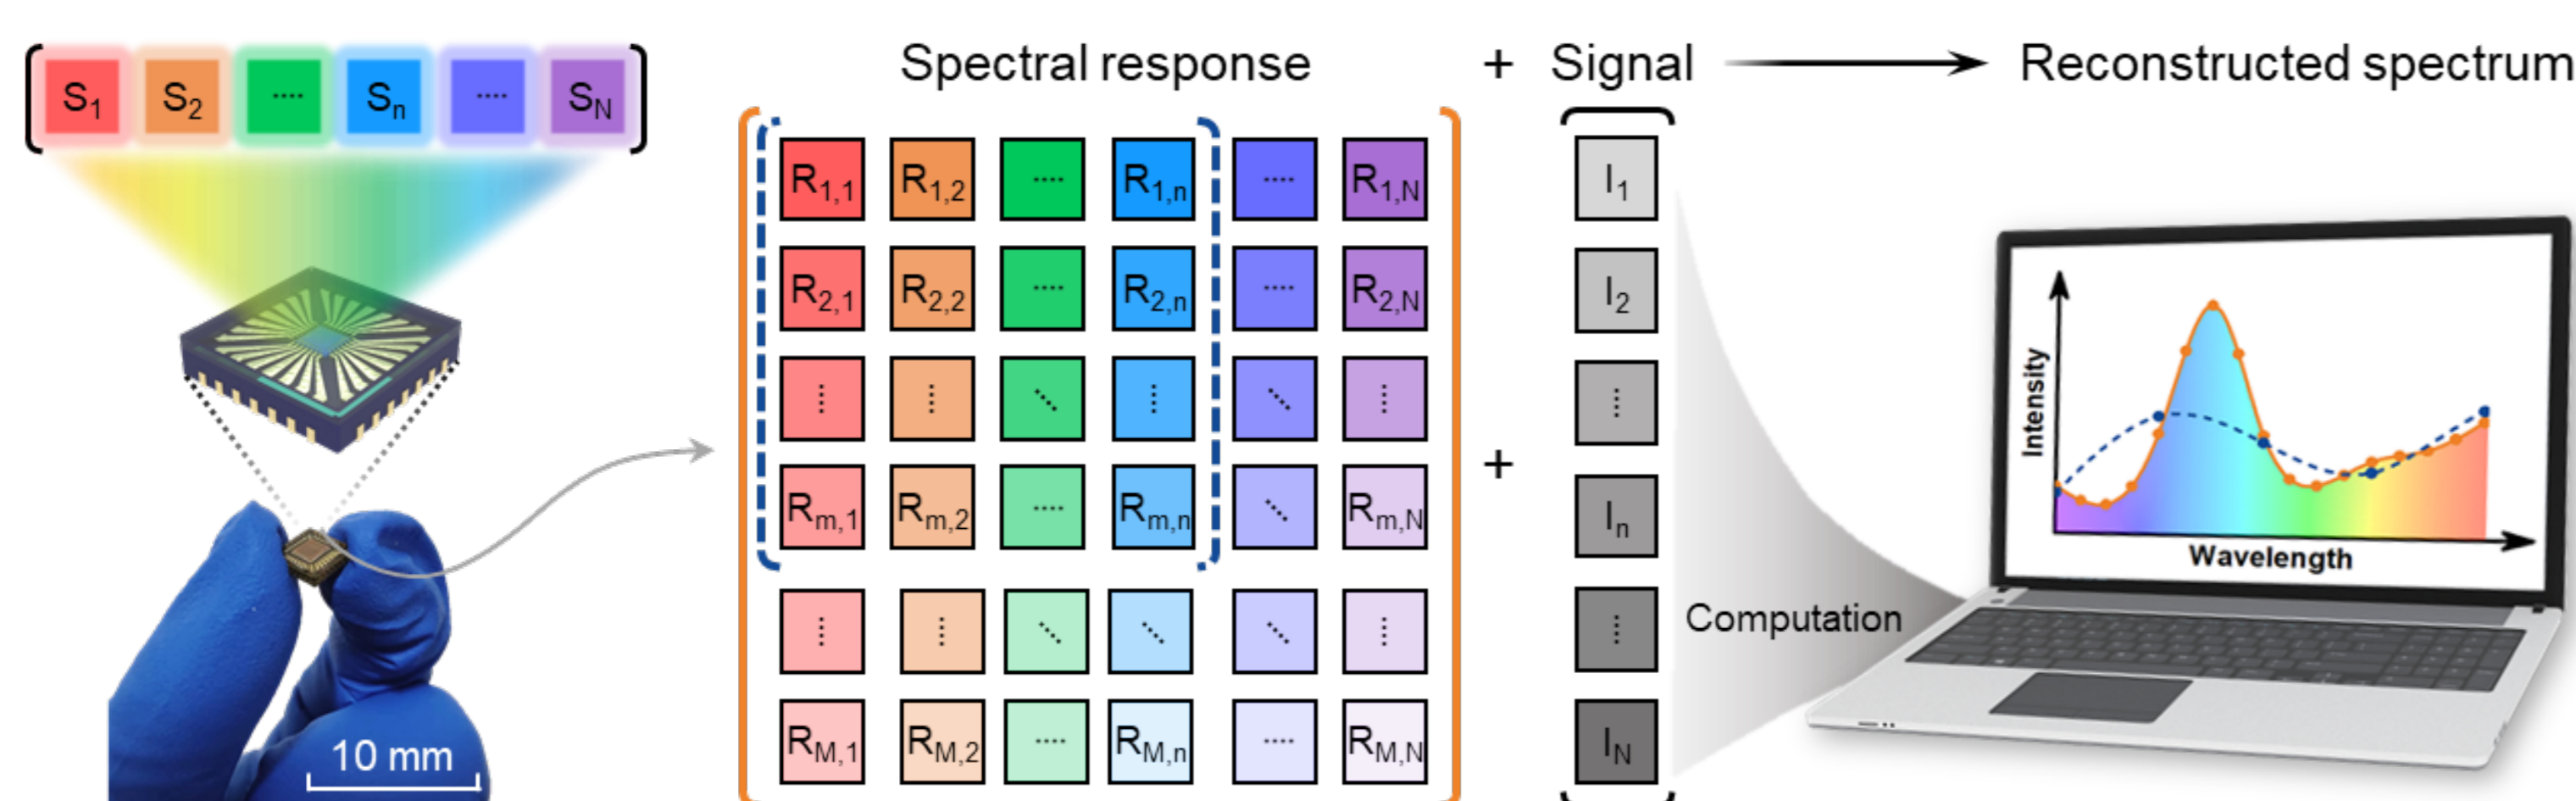 Spectral response + Signal Reconstructed spectrum
S1 S2 .... Sn .... SN
R1,1 R1,2 .... R1,n .... R1,N
I1
R2,1 R2,2 .... R2,n .... R2,N
I2
Rm,1 Rm,2 .... Rm,n Rm,N
+
In
RM,1 RM,2 .... RM,n .... RM,N
IN
Computation
Intensity
Wavelength
10 mm